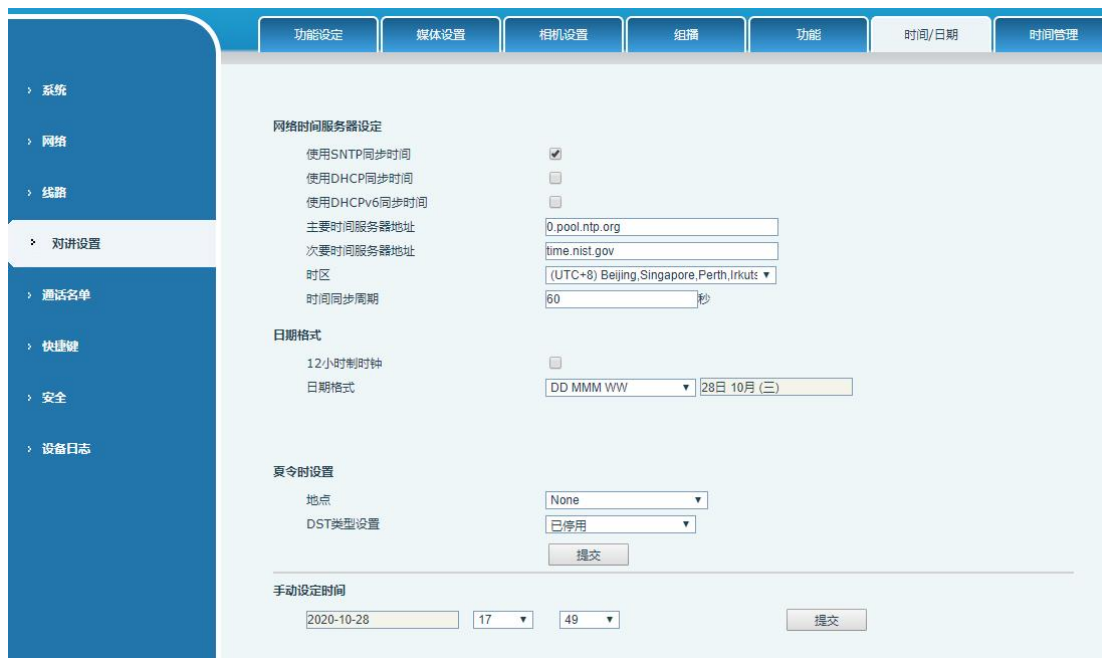 功能设定 媒体设置 相机设置 组播 功能 时间/日期 时间管理
系统
网络
线路
对讲设置
通话名单
快捷键
安全
设备日志
网络时间服务器设定
使用SNTP同步时间
使用DHCP同步时间
使用DHCPv6同步时间
主要时间服务器地址 0.pool.ntp.org
次要时间服务器地址 time.nist.gov
时区 (UTC+8) Beijing,Singapore,Perth,Irkuts
时间同步周期 60 秒
日期格式
12小时制时钟
日期格式 DD MMM WW 28日 10月 (三)
夏令时设置
地点 None
DST类型设置 已停用
提交
手动设定时间
2020-10-28 17 49 提交